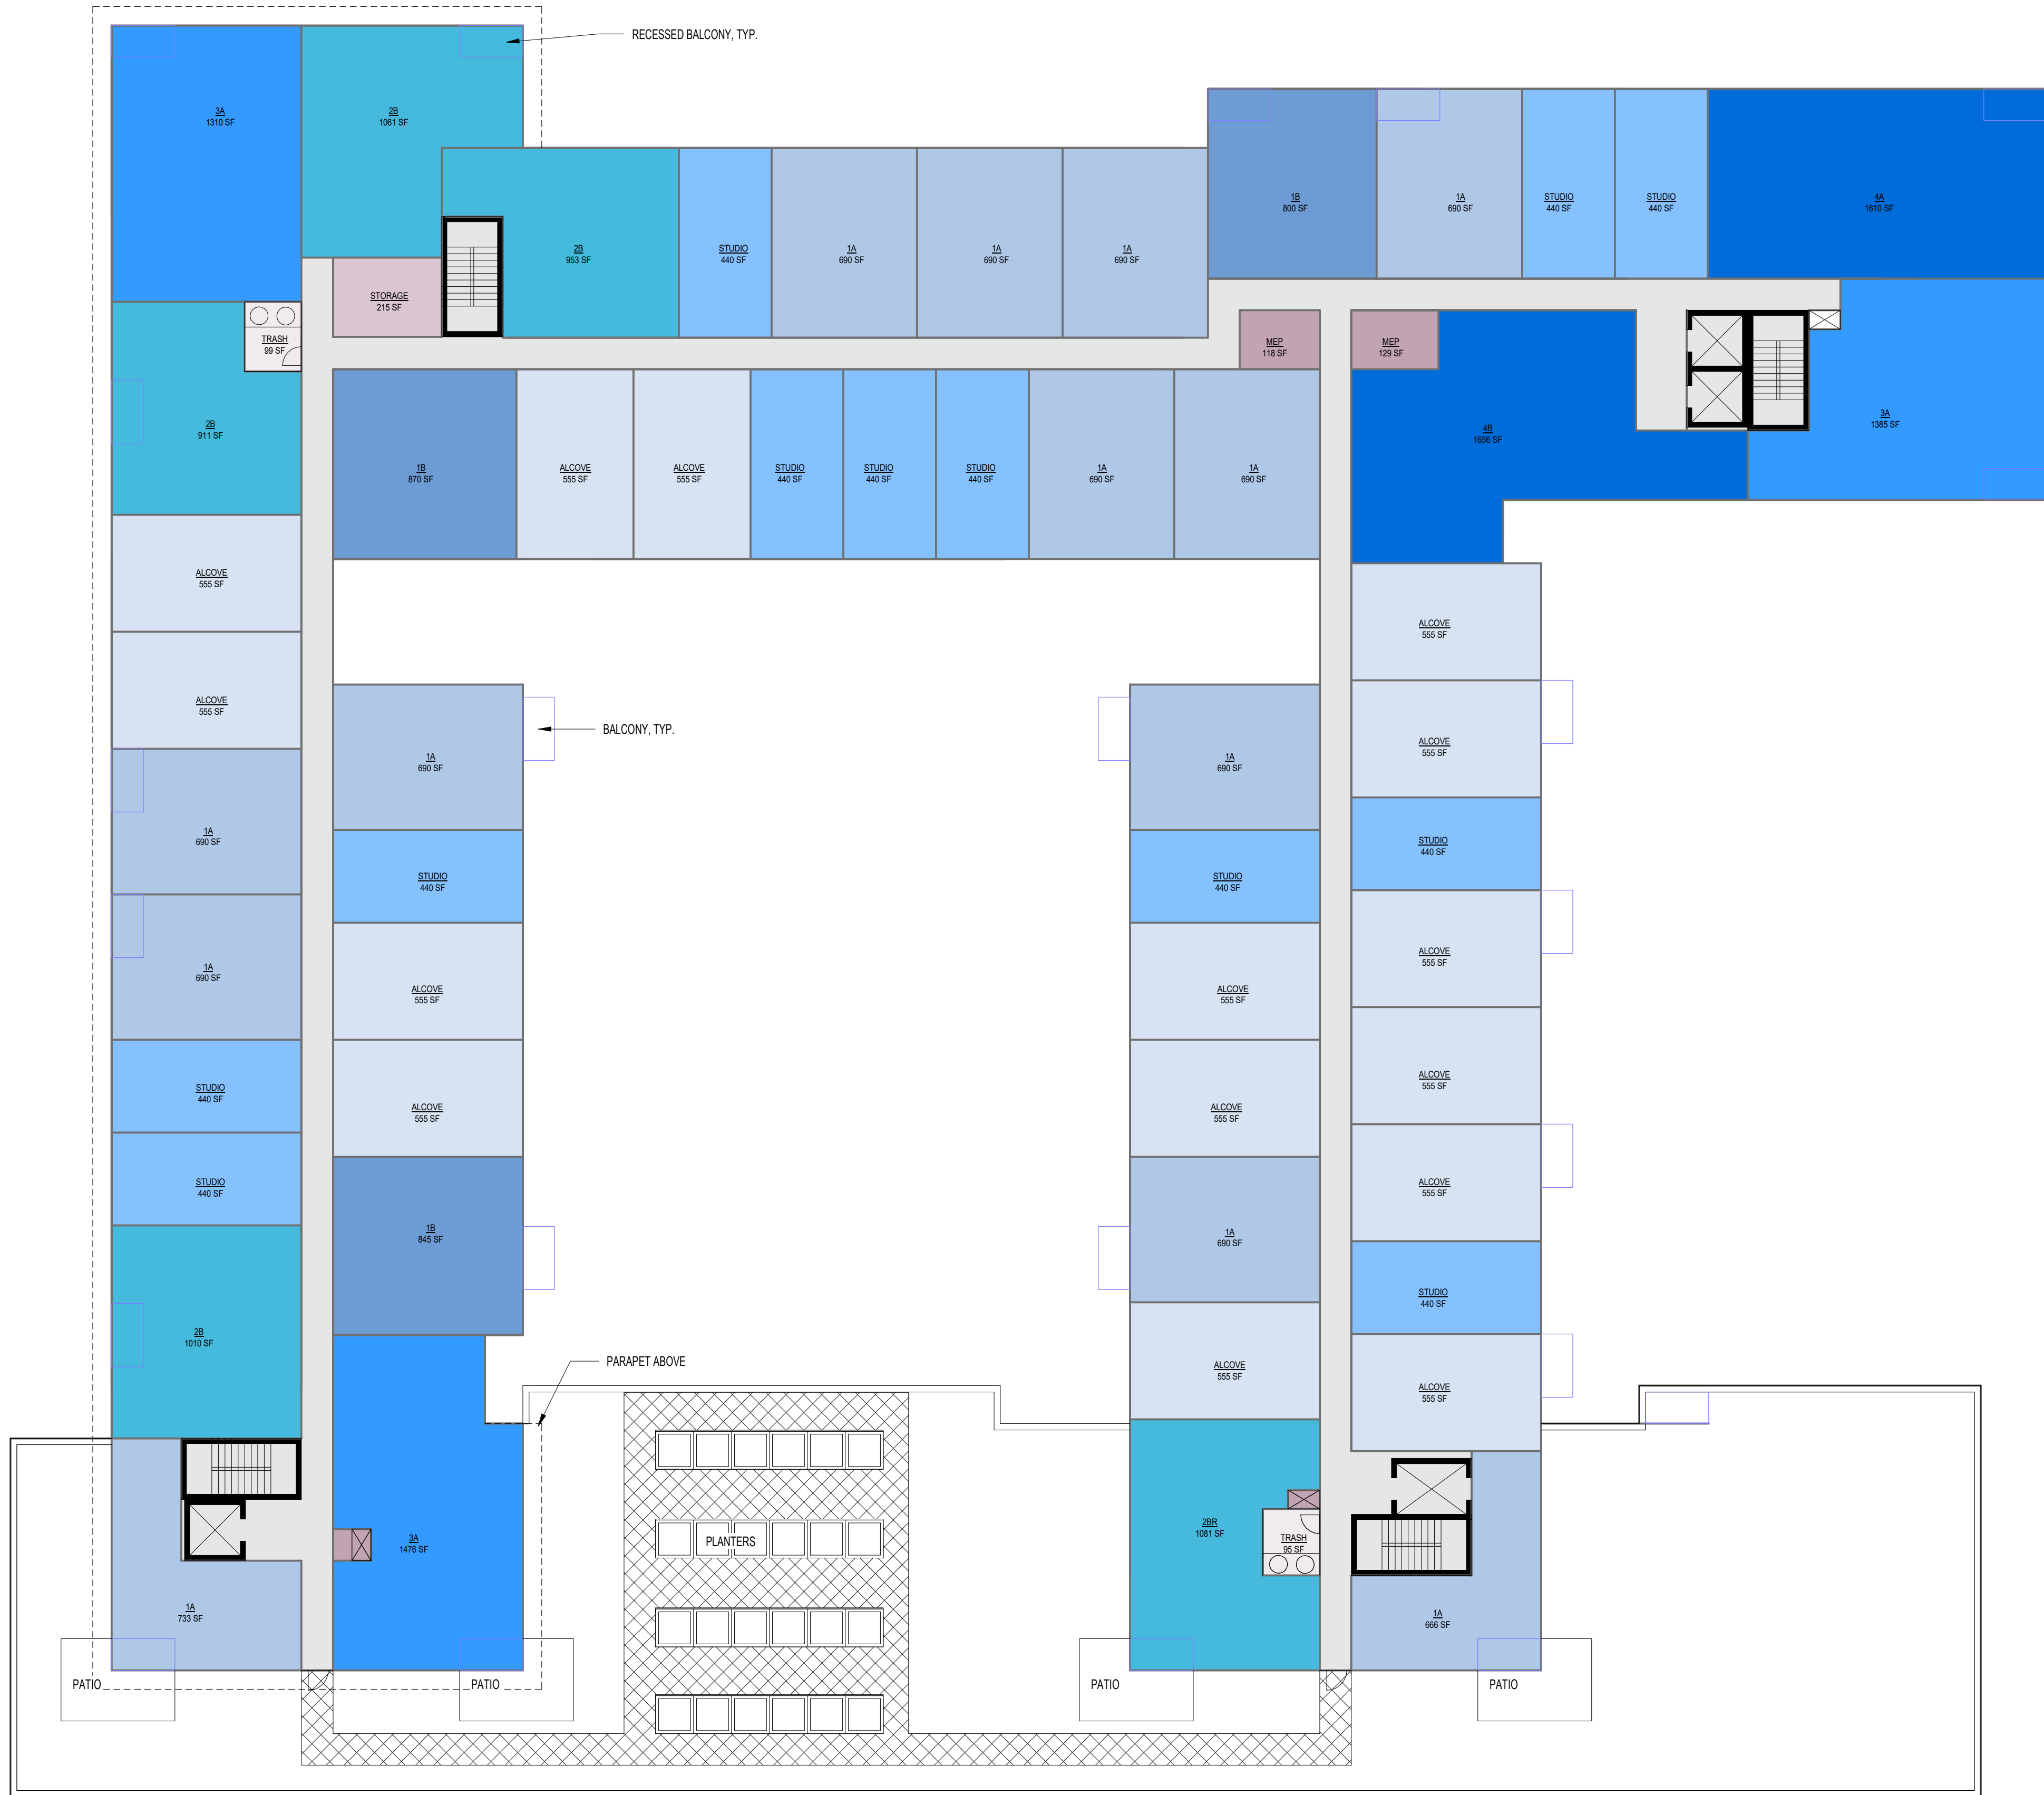 RECESSED BALCONY, TYP.
3A
1310 SF
2B
1061 SF
1B
800 SF
1A
690 SF
STUDIO
440 SF
STUDIO
440 SF
4A
1610 SF
2B
953 SF
STUDIO
440 SF
1A
690 SF
1A
690 SF
1A
690 SF
STORAGE
215 SF
TRASH
99 SF
MEP
118 SF
MEP
129 SF
2B
911 SF
4B
1656 SF
3A
1385 SF
1B
870 SF
ALCOVE
555 SF
ALCOVE
555 SF
STUDIO
440 SF
STUDIO
440 SF
STUDIO
440 SF
1A
690 SF
1A
690 SF
ALCOVE
555 SF
ALCOVE
555 SF
ALCOVE
555 SF
BALCONY, TYP.
1A
690 SF
1A
690 SF
ALCOVE
555 SF
1A
690 SF
STUDIO
440 SF
STUDIO
440 SF
STUDIO
440 SF
1A
690 SF
ALCOVE
555 SF
ALCOVE
555 SF
ALCOVE
555 SF
STUDIO
440 SF
ALCOVE
555 SF
ALCOVE
555 SF
ALCOVE
555 SF
STUDIO
440 SF
1B
845 SF
1A
690 SF
ALCOVE
555 SF
2B
1010 SF
PARAPET ABOVE
ALCOVE
555 SF
STUDIO
440 SF
ALCOVE
555 SF
3A
1476 SF
PLANTERS
2BR
1081 SF
TRASH
95 SF
1A
733 SF
1A
666 SF
PATIO
PATIO
PATIO
PATIO